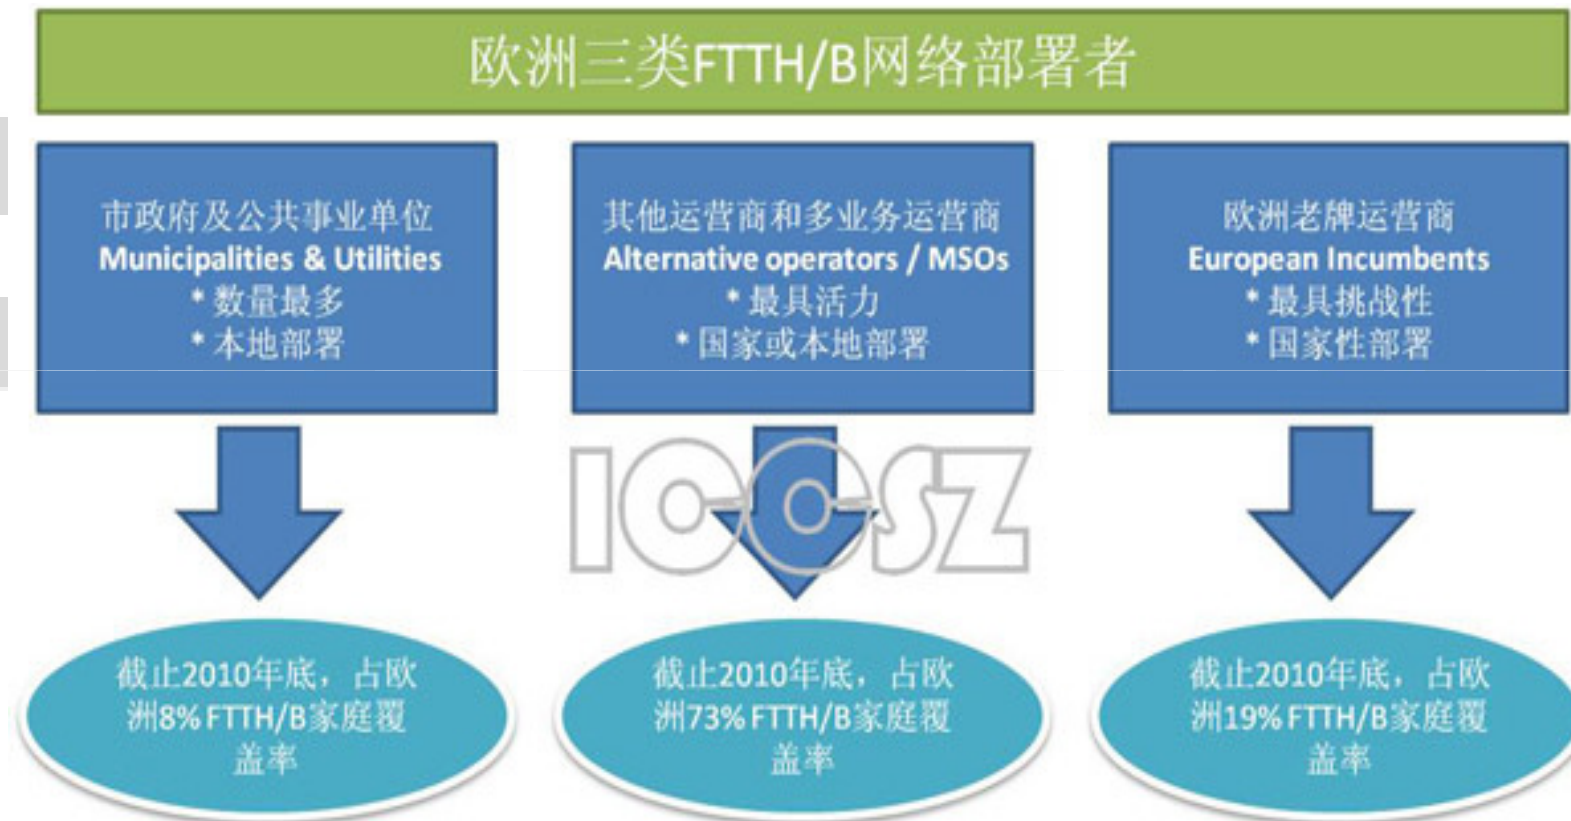 欧洲三类FTTH/B网络部署者
市政府及公共事业单位
Municipalities & Utilities
* 数量最多
* 本地部署
其他运营商和多业务运营商
Alternative operators / MSOs
* 最具活力
* 国家或本地部署
欧洲老牌运营商
European Incumbents
* 最具挑战性
* 国家性部署
ICCSZ
截止2010年底，占欧
洲8% FTTH/B家庭覆
盖率
截止2010年底，占欧
洲73% FTTH/B家庭覆
盖率
截止2010年底，占欧
洲19% FTTH/B家庭覆
盖率